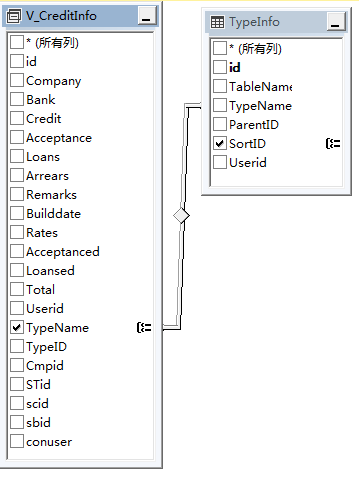 V_CreditInfo
* (所有列)
id
Company
Bank
Credit
Acceptance
Loans
Arrears
Remarks
Builddate
Rates
Acceptanced
Loansed
Total
Userid
TypeName
TypeID
Cmpid
STid
scid
sbid
conuser
TypeInfo
* (所有列)
id
TableName
TypeName
ParentID
SortID
Userid